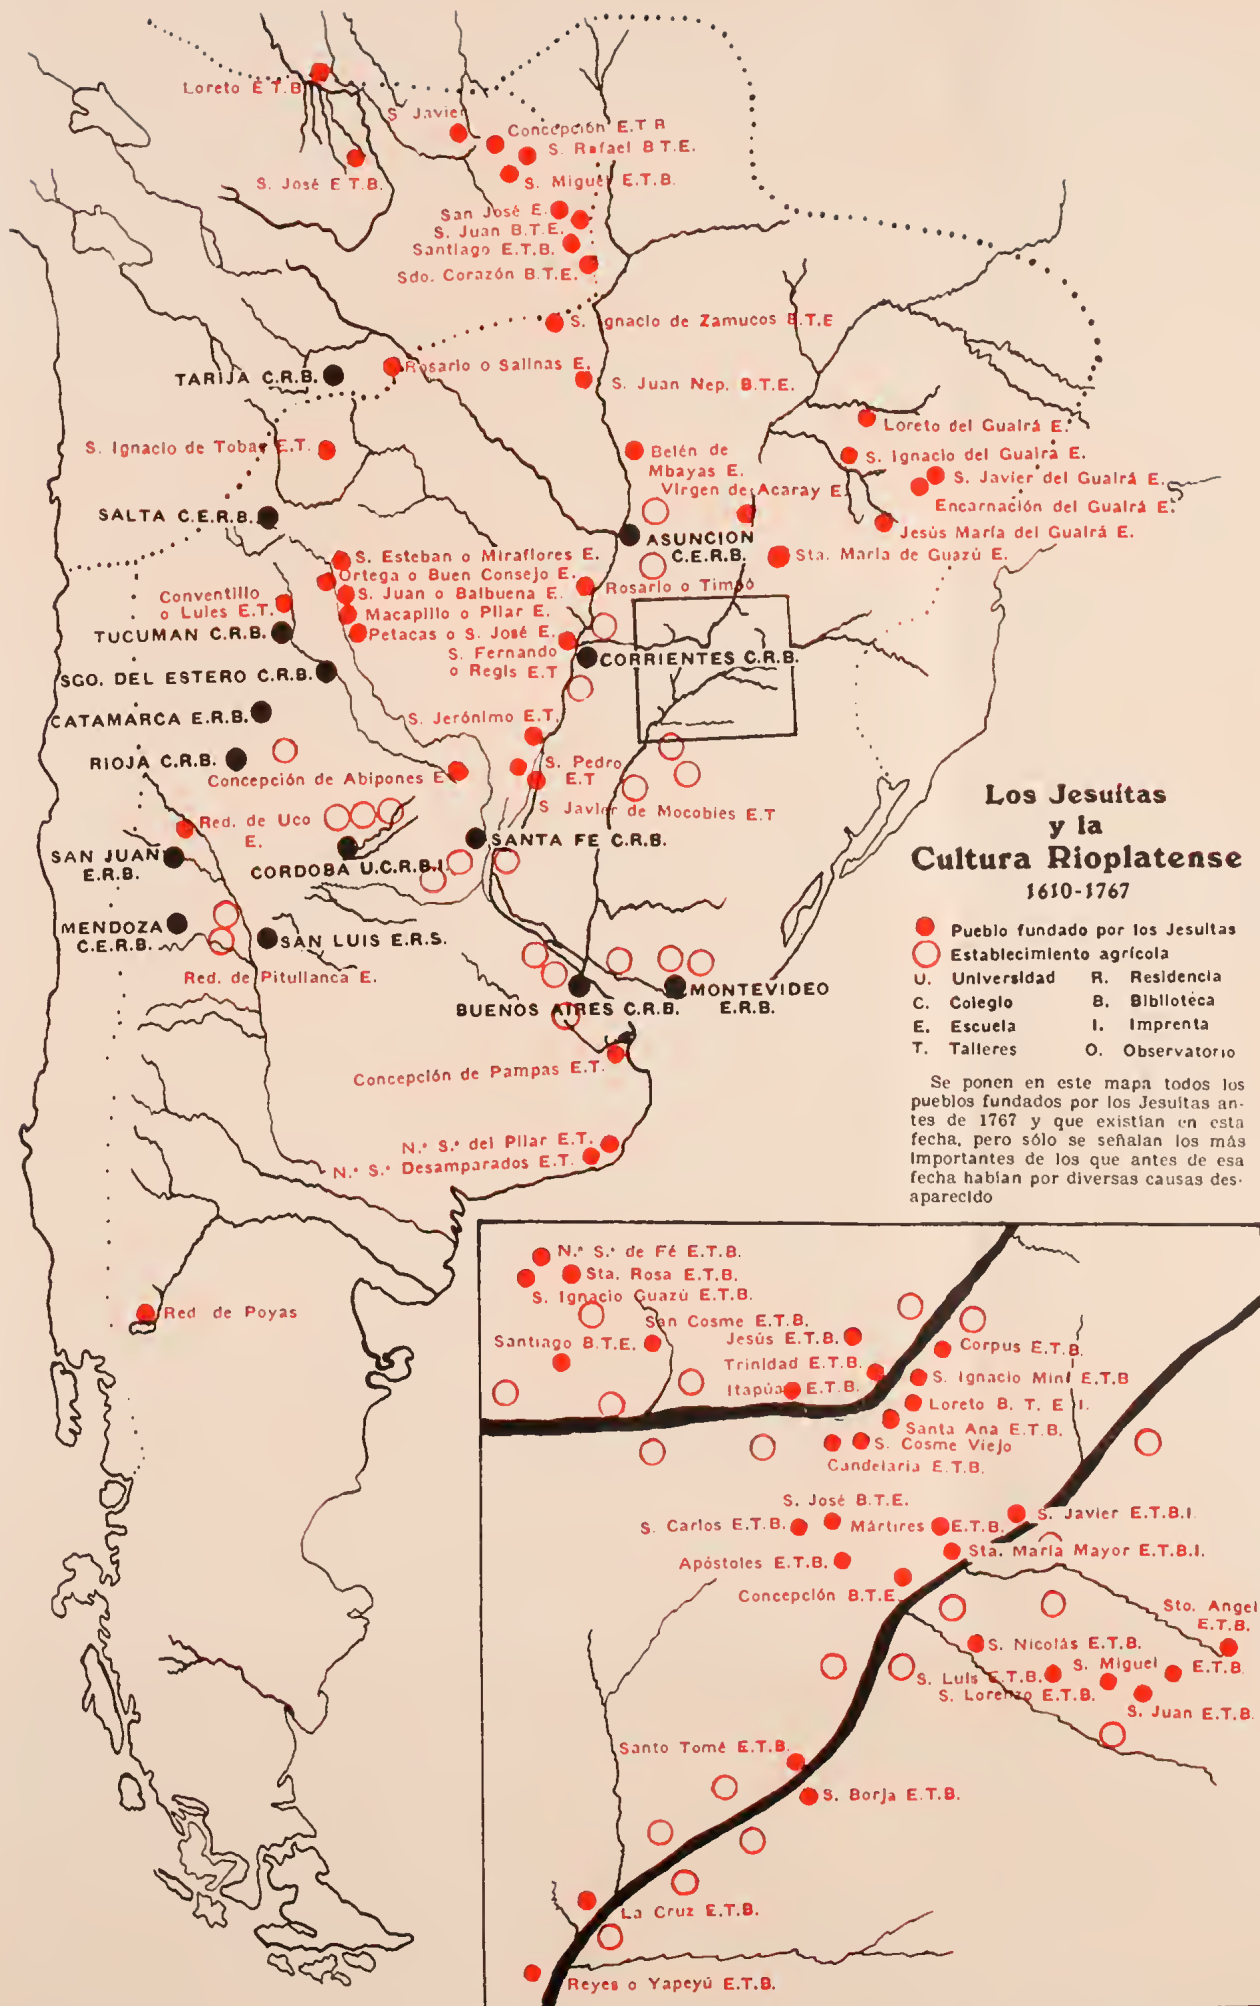 Loreto E.T.B.
S. Javier
Concepción E.T.B
S. Rafael B.T.E.
S. José E.T.B.
S. Miguel E.T.B.
San José E.
S. Juan B.T.E.
Santiago E.T.B.
Sdo. Corazón B.T.E.
S. Ignacio de Zamucos B.T.E
Rosario o Salinas E.
TARIJA C.R.B.
S. Juan Nep. B.T.E.
Loreto del Guairá E.
S. Ignacio de Tobas E.T.
Belén de
Mbayas E.
S. Ignacio del Guairá E.
S. Javier del Guairá E.
Virgen de Acaray E.
Encarnación del Guairá E.
SALTA C.E.R.B.
Jesús María del Guairá E.
ASUNCION
C.E.R.B.
S. Esteban o Miraflores E.
Sta. María de Guazú E.
Ortega o Buen Consejo E.
Rosario o Timbó
Conventillo
o Lules E.T.
S. Juan o Balbuena E.
Macapillo o Pilar E.
TUCUMAN C.R.B.
Petacas o S. José E.
S. Fernando
o Regis E.T
CORRIENTES C.R.B.
SGO. DEL ESTERO C.R.B.
CATAMARCA E.R.B.
S. Jerónimo E.T.
RIOJA C.R.B.
Concepción de Abipones E
S. Pedro
E.T
S Javier de Mocobies E.T
Red. de Uco
E.
SANTA FE C.R.B.
SAN JUAN
E.R.B.
CORDOBA U.C.R.B.I.
MENDOZA
C.E.R.B.
SAN LUIS E.R.S.
Red. de Pitullanca E.
BUENOS AIRES C.R.B.
MONTEVIDEO
E.R.B.
Concepción de Pampas E.T.
N.ª S.ª del Pilar E.T.
N.ª S.ª Desamparados E.T.
Red. de Poyas
Los Jesuítas
y la
Cultura Rioplatense
1610-1767
Pueblo fundado por los Jesuitas
Establecimiento agrícola
U. Universidad R. Residencia
C. Colegio B. Biblioteca
E. Escuela I. Imprenta
T. Talleres O. Observatorio
Se ponen en este mapa todos los
pueblos fundados por los Jesuítas an-
tes de 1767 y que existían en esta
fecha, pero sólo se señalan los más
importantes de los que antes de esa
fecha habían por diversas causas des-
aparecido
N.ª S.ª de Fé E.T.B.
Sta. Rosa E.T.B.
S. Ignacio Guazú E.T.B.
San Cosme E.T.B.
Santiago B.T.E.
Jesús E.T.B.
Corpus E.T.B.
Trinidad E.T.B.
S. Ignacio Miní E.T.B
Itapúa E.T.B.
Loreto B. T. E I.
Santa Ana E.T.B.
S. Cosme Viejo
Candelaria E.T.B.
S. José B.T.E.
S. Carlos E.T.B.
Mártires E.T.B.
S. Javier E.T.B.I.
Apóstoles E.T.B.
Sta. María Mayor E.T.B.I.
Concepción B.T.E.
Sto. Angel
E.T.B.
S. Nicolás E.T.B.
S. Luis E.T.B.
S. Miguel E.T.B.
S. Lorenzo E.T.B.
S. Juan E.T.B.
Santo Tomé E.T.B.
S. Borja E.T.B.
La Cruz E.T.B.
Reyes o Yapeyú E.T.B.